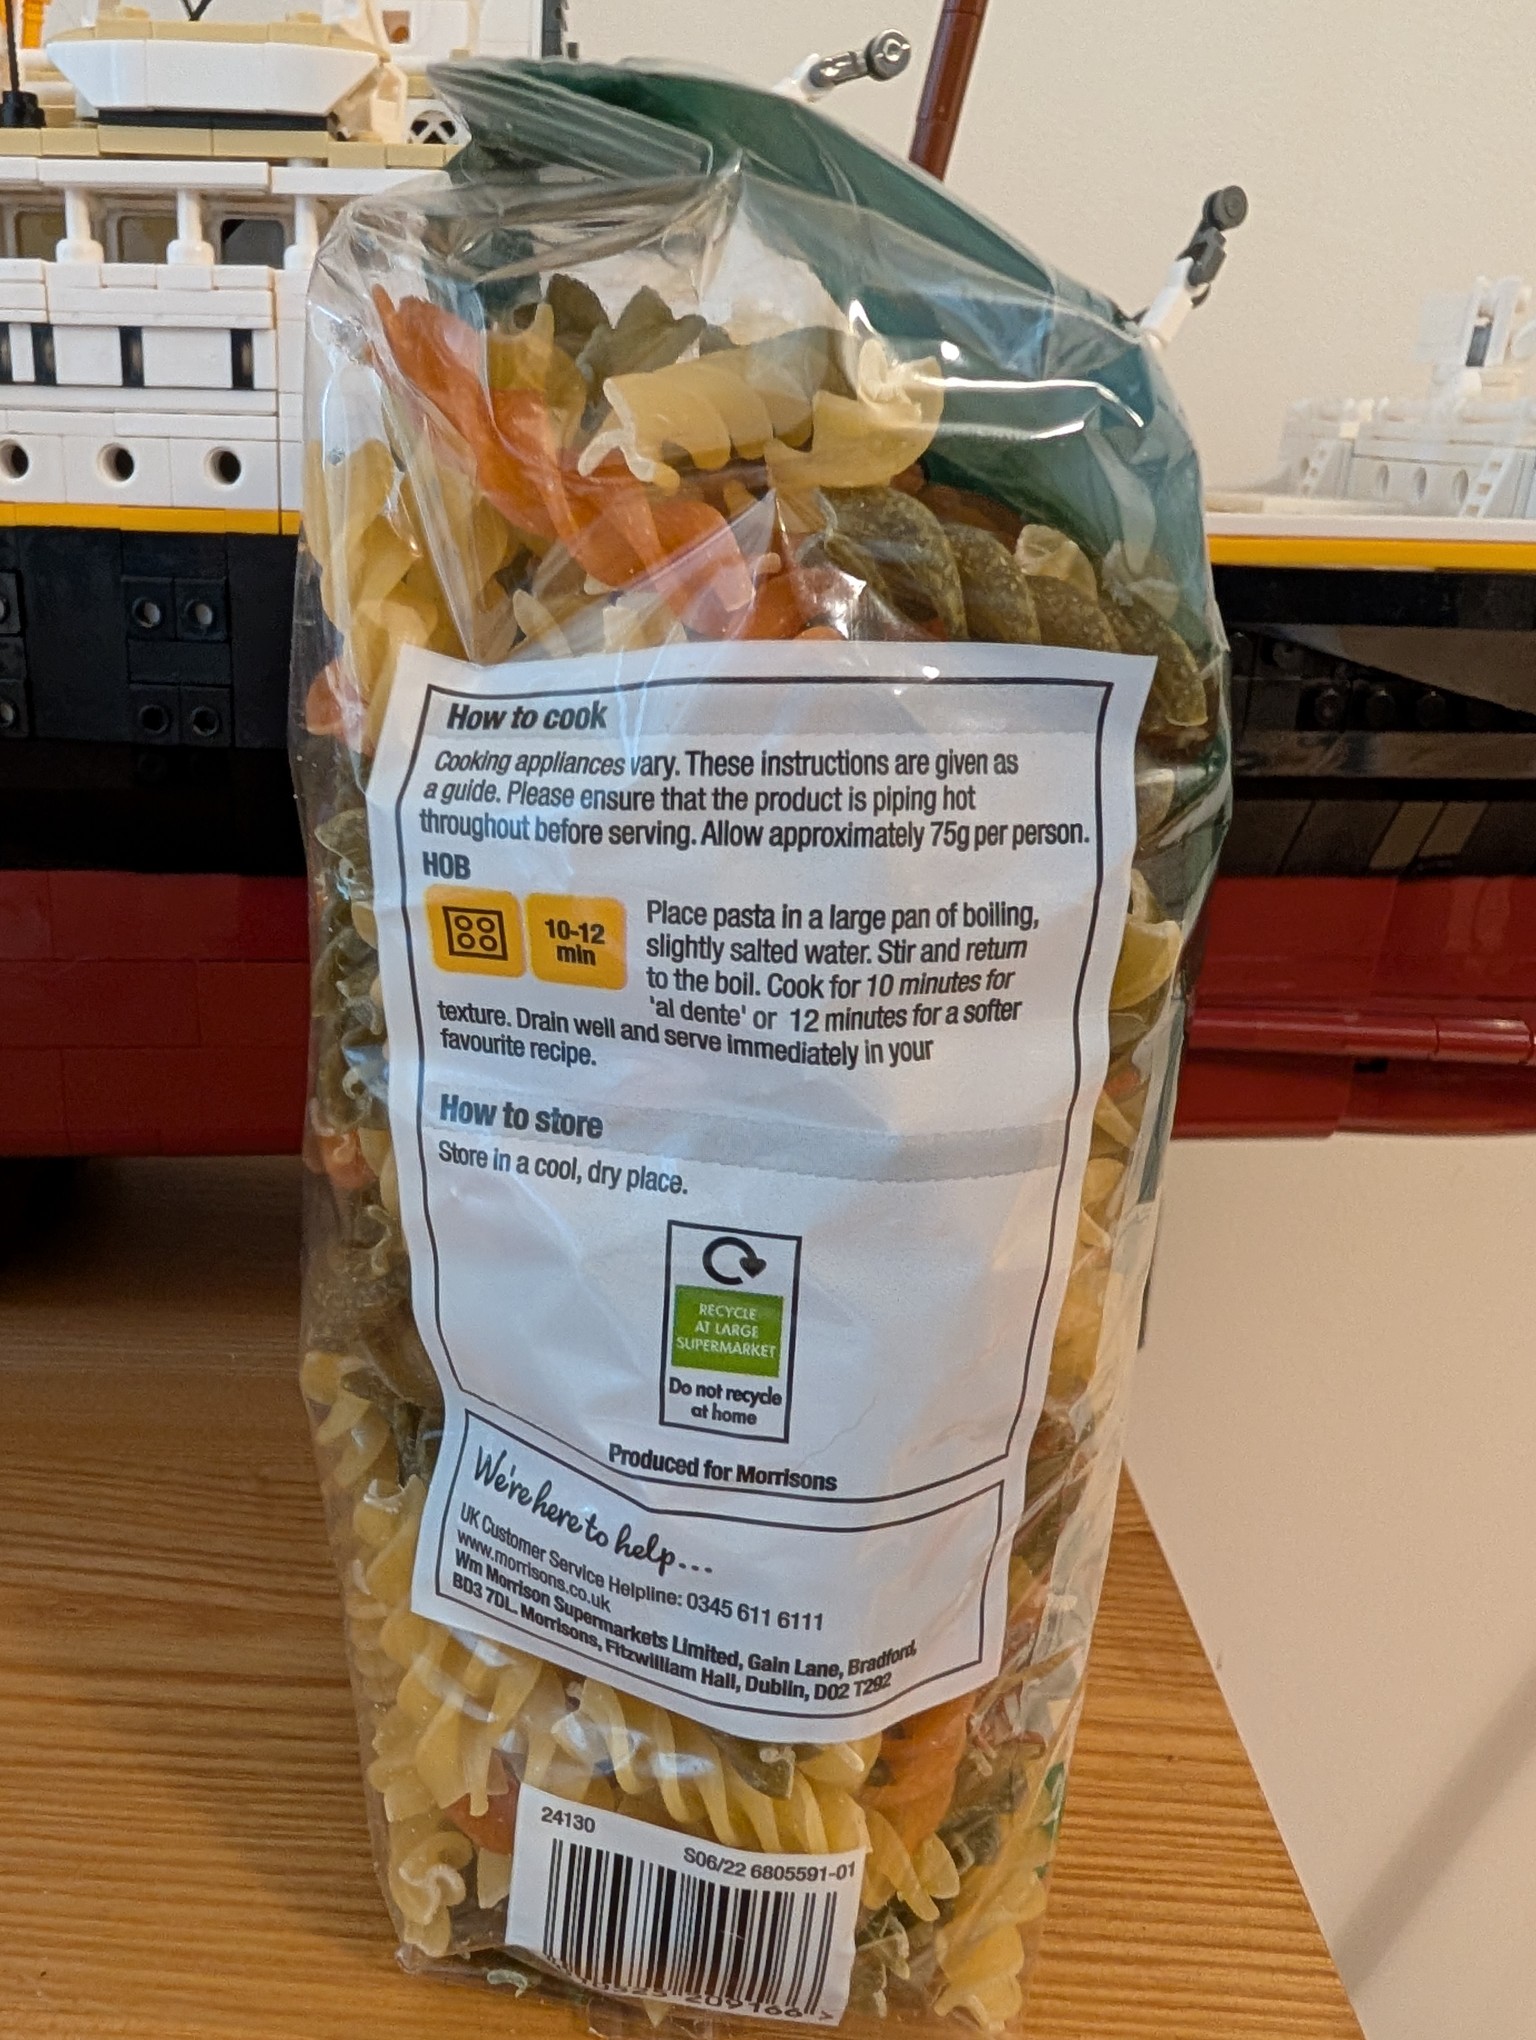 How to cook
Cooking appliances vary. These instructions are given as
a guide. Please ensure that the product is piping hot
throughout before serving. Allow approximately 75g per person.
HOB
10-12
min
Place pasta in a large pan of boiling,
slightly salted water. Stir and return
to the boil. Cook for 10 minutes for
'al dente' or 12 minutes for a softer
texture. Drain well and serve immediately in your
favourite recipe.
How to store
Store in a cool, dry place.
RECYCLE
AT LARGE
SUPERMARKET
Do not recycle
at home
Produced for Morrisons
We're here to help...
UK Customer Service Helpline: 0345 611 6111
www.morrisons.co.uk
Wm Morrison Supermarkets Limited, Gain Lane, Bradford,
BD3 7DL. Morrisons, Fitzwilliam Hall, Dublin, D02 T292
24130
S06/22 6805591-01